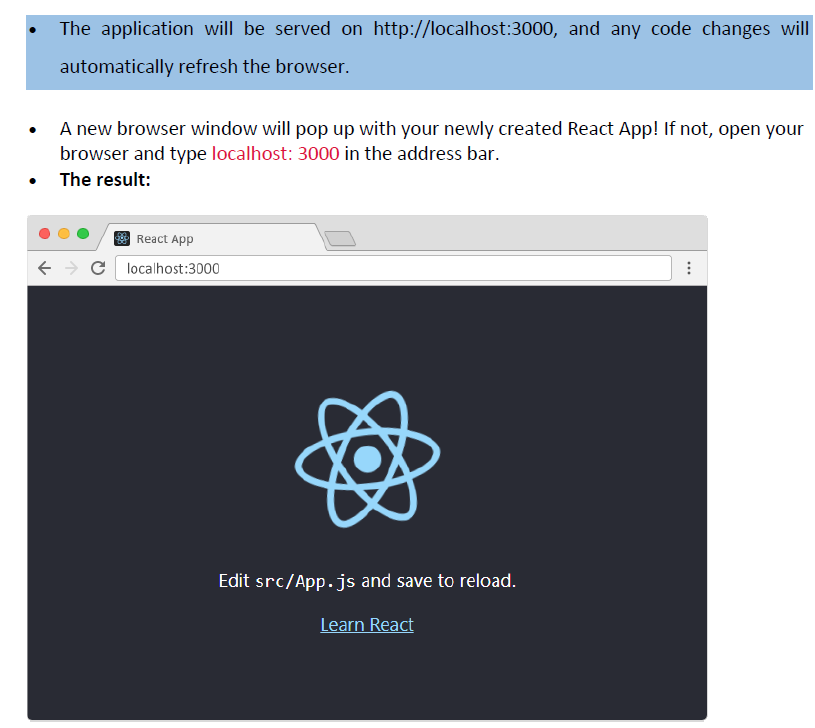 • The application will be served on http://localhost:3000, and any code changes will
automatically refresh the browser.
• A new browser window will pop up with your newly created React App! If not, open your
browser and type localhost: 3000 in the address bar.
• The result:
React App
localhost:3000
Edit src/App.js and save to reload.
Learn React